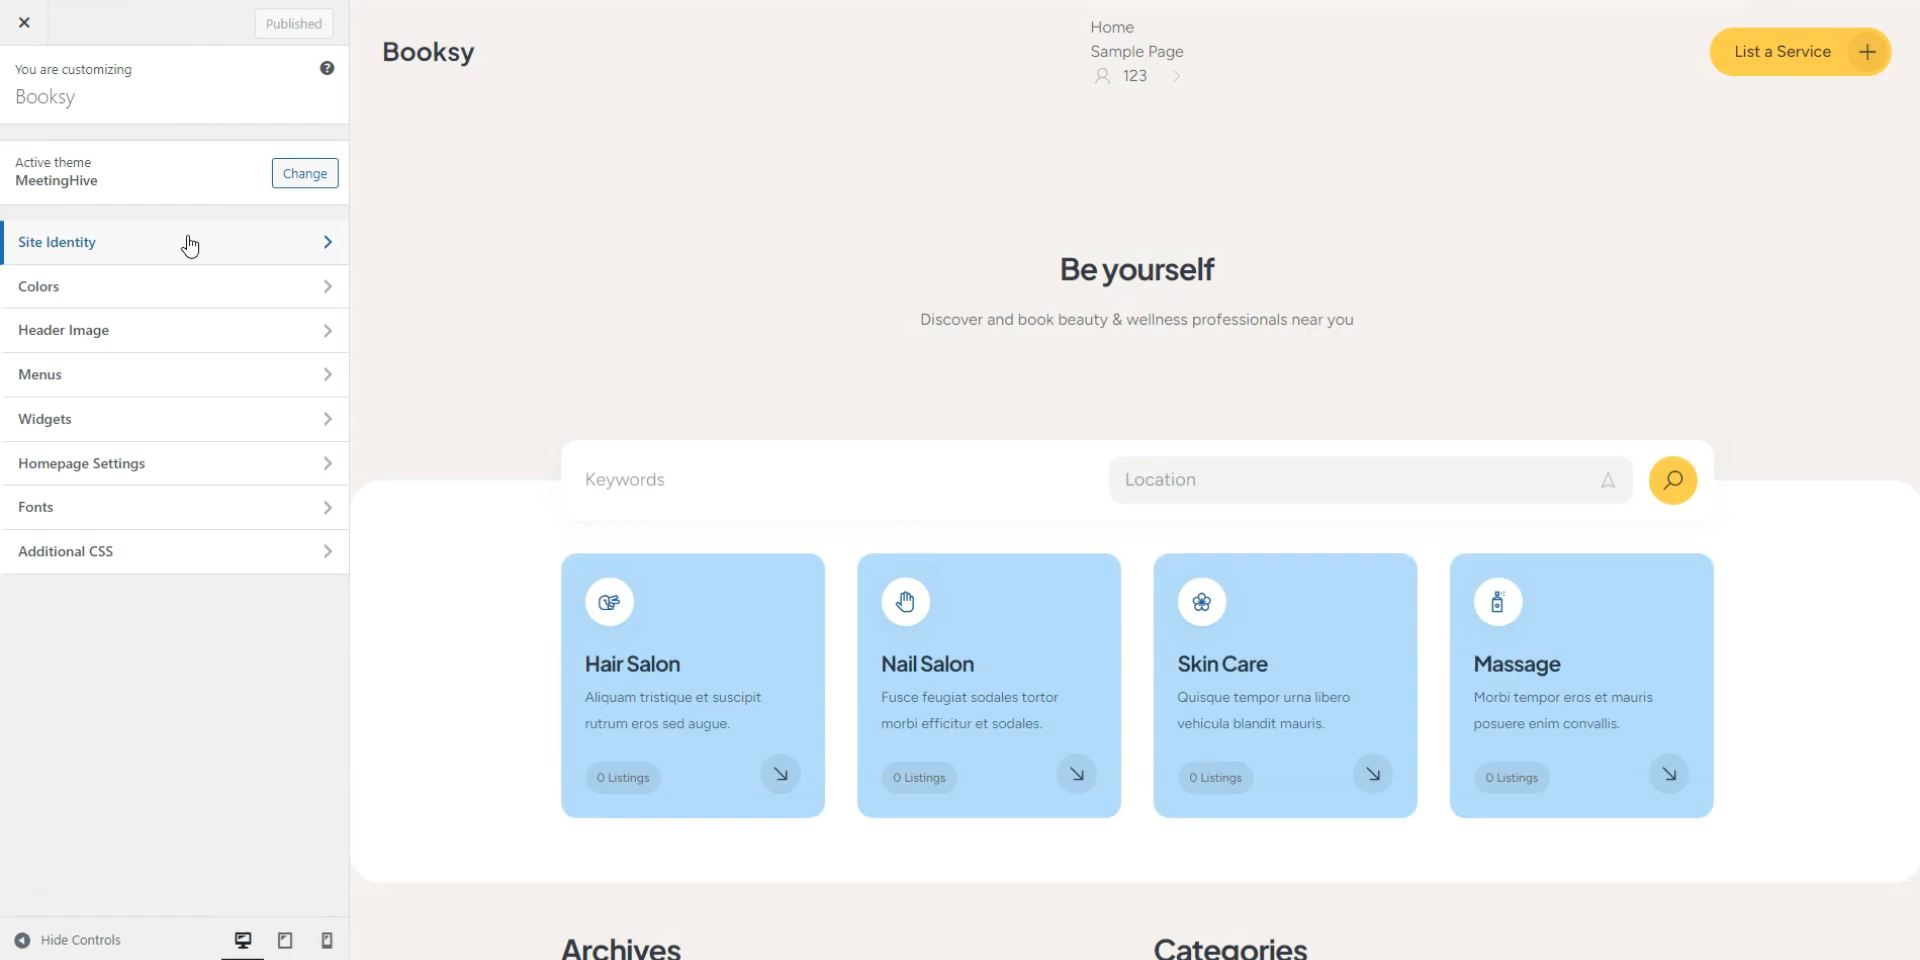 Published
You are customizing
Booksy
Active theme
MeetingHive
Change
Site Identity
Colors
Header Image
Menus
Widgets
Homepage Settings
Fonts
Additional CSS
Hide Controls
Booksy
Home
Sample Page
123
List a Service
Be yourself
Discover and book beauty & wellness professionals near you
Keywords
Location
Hair Salon
Aliquam tristique et suscipit
rutrum eros sed augue.
0 Listings
Nail Salon
Fusce feugiat sodales tortor
morbi efficitur et sodales.
0 Listings
Skin Care
Quisque tempor urna libero
vehicula blandit mauris.
0 Listings
Massage
Morbi tempor eros et mauris
posuere enim convallis.
0 Listings
Archives
Categories